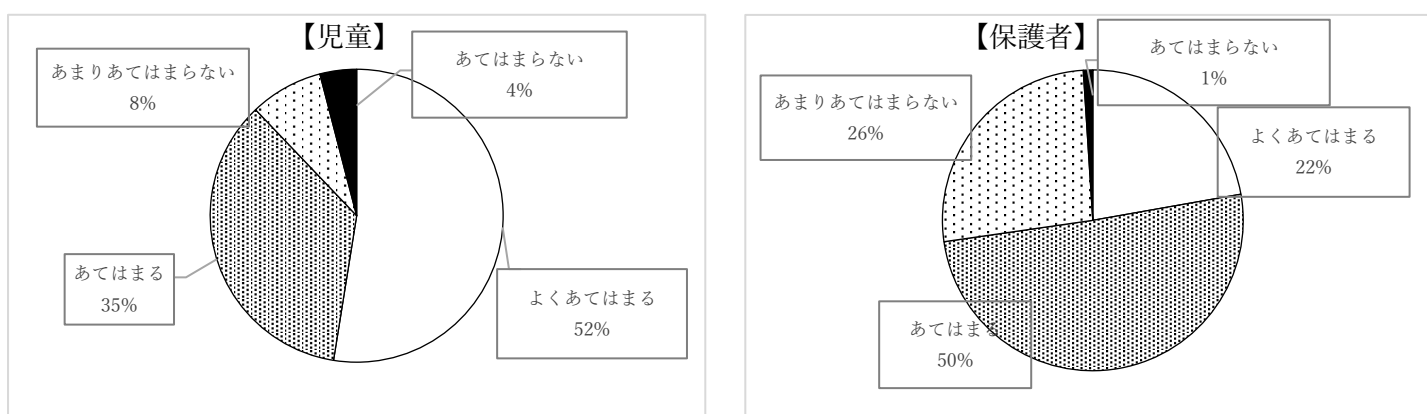 【児童】
あてはまらない
4%
あまりあてはまらない
8%
あてはまる
35%
よくあてはまる
52%
【保護者】
あてはまらない
1%
あまりあてはまらない
26%
よくあてはまる
22%
あてはまる
50%